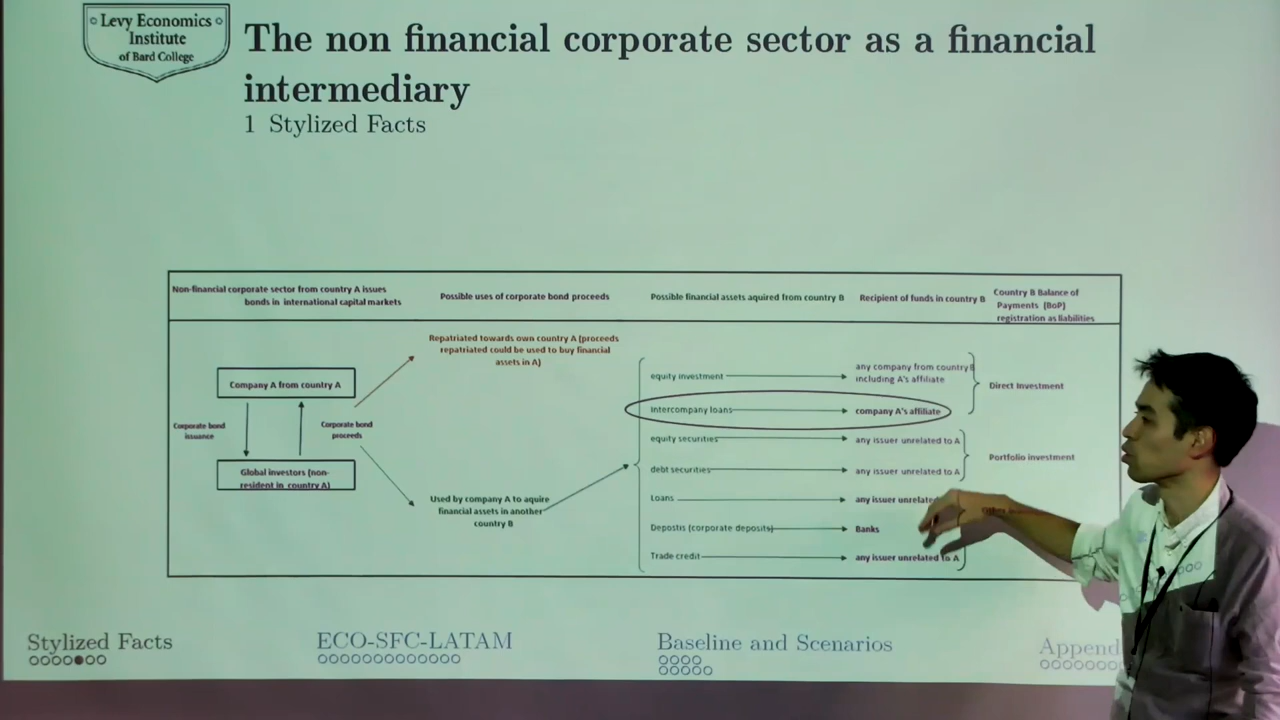 Levy Economics
Institute
of Bard College
The non financial corporate sector as a financial
intermediary
1 Stylized Facts
Non-financial corporate sector from country A issues
bonds in international capital markets
Possible uses of corporate bond proceeds
Possible financial assets aquired from country B
Recipient of funds in country B
Country B Balance of
Payments (BoP)
registration as liabilities
Repatriated towards own country A (proceeds
repatriated could be used to buy financial
assets in A)
Company A from country A
Corporate bond
issuance
Corporate bond
proceeds
Global investors (non-
resident in country A)
Used by company A to aquire
financial assets in another
country B
equity investment
any company from country B
including A's affiliate
Intercompany loans
company A's affiliate
Direct Investment
equity securities
any issuer unrelated to A
debt securities
any issuer unrelated to A
Portfolio investment
Loans
any issuer
Deposits (corporate deposits)
Banks
Trade credit
any issuer unrelated to A
Stylized Facts
ECO-SFC-LATAM
Baseline and Scenarios